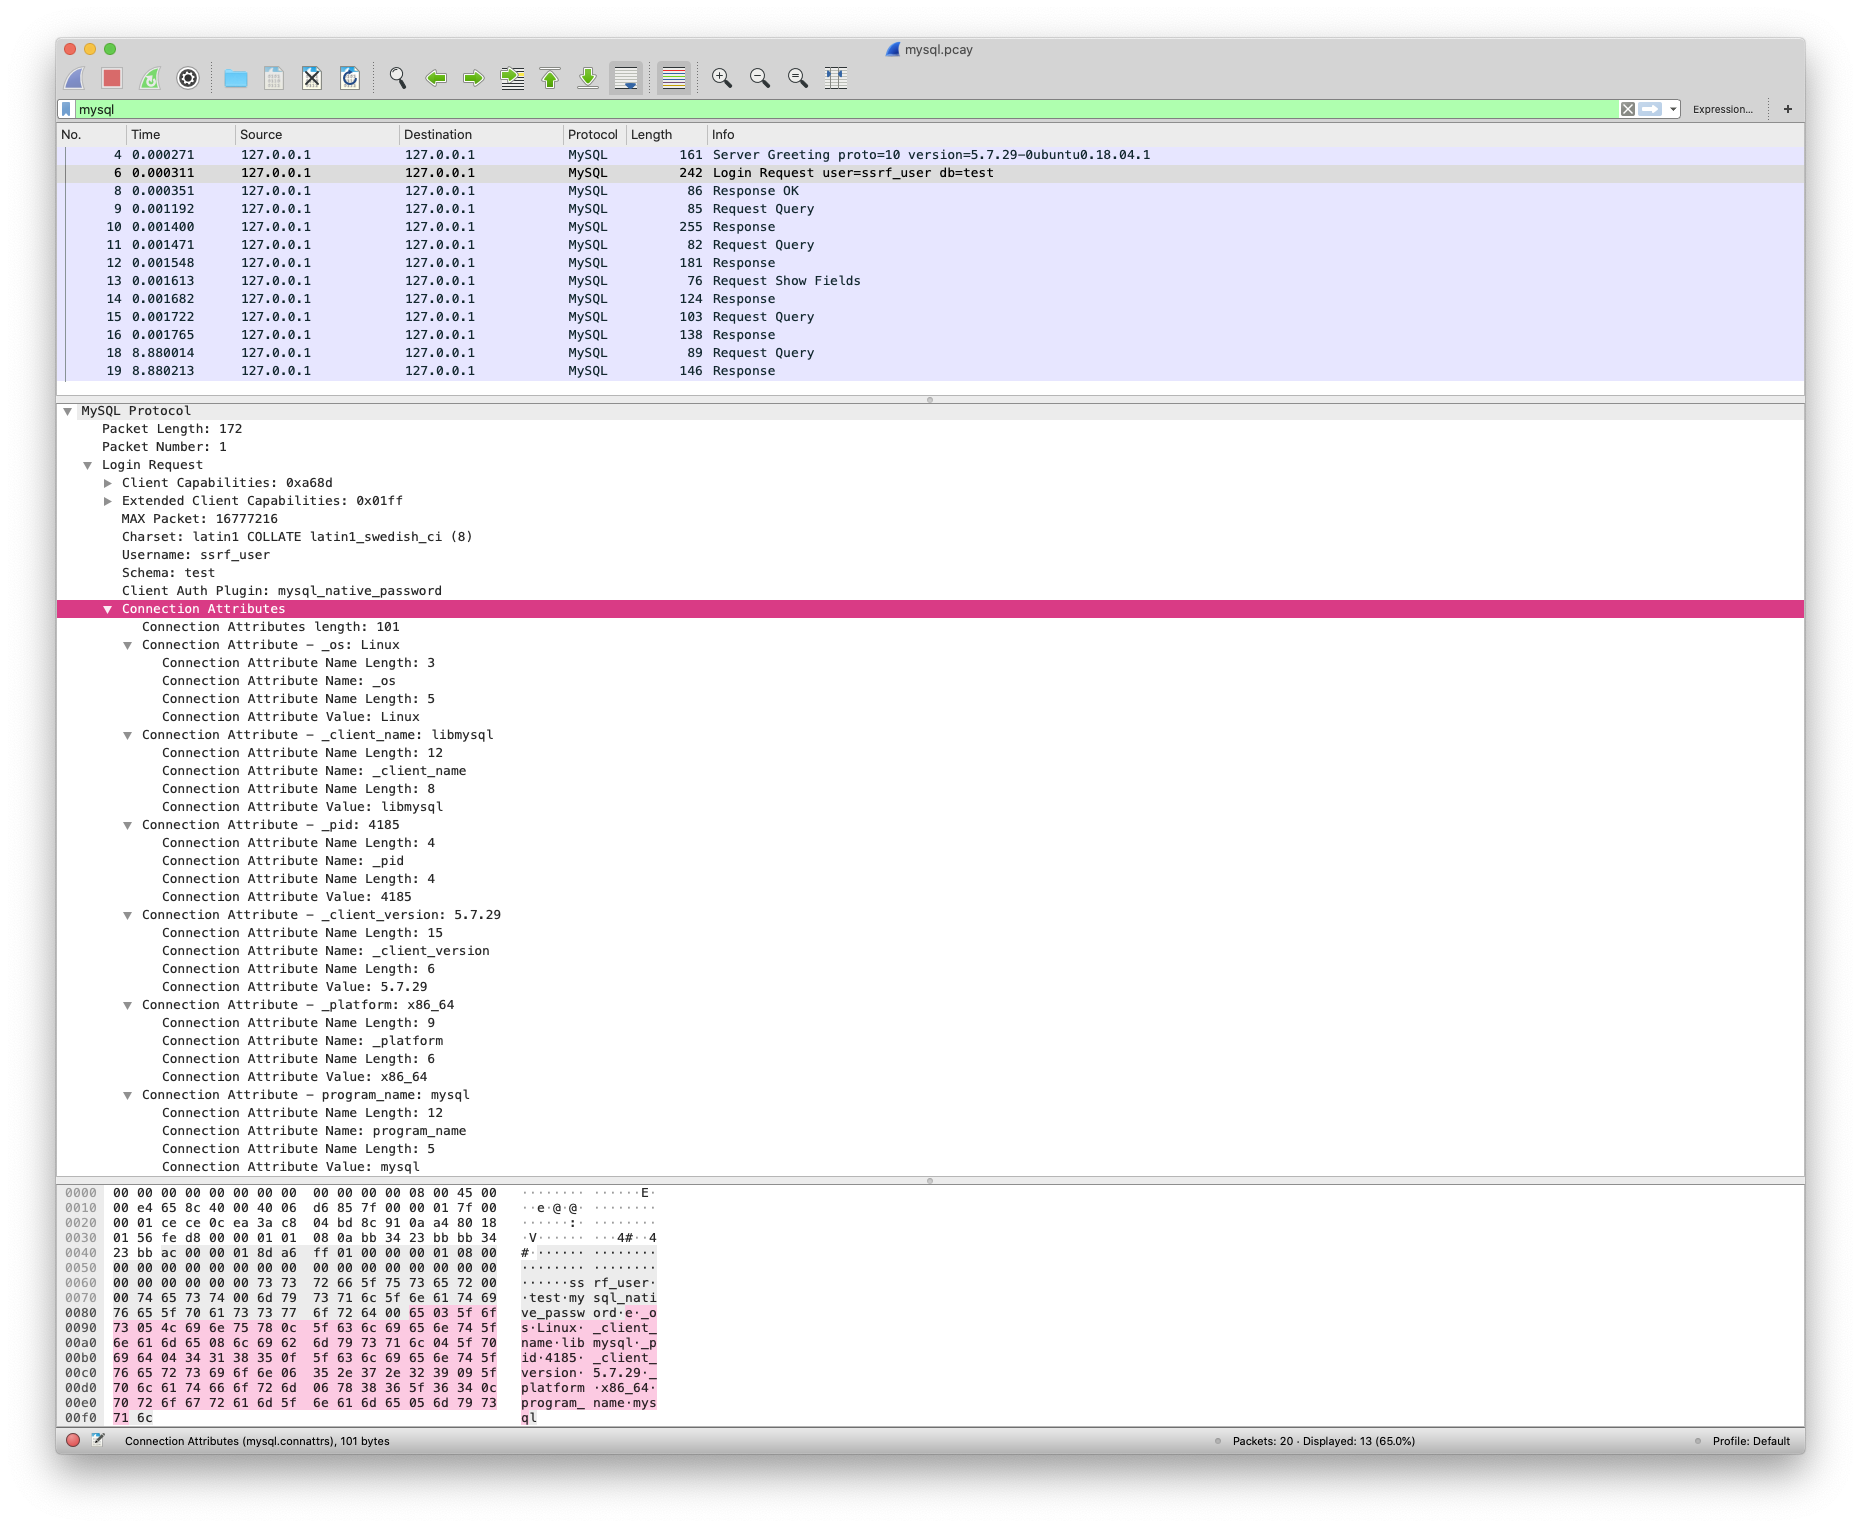 mysql.pcay
mysql
Expression...
+
No. Time Source Destination Protocol Length Info
4 0.000271 127.0.0.1 127.0.0.1 MySQL 161 Server Greeting proto=10 version=5.7.29-0ubuntu0.18.04.1
6 0.000311 127.0.0.1 127.0.0.1 MySQL 242 Login Request user=ssrf_user db=test
8 0.000351 127.0.0.1 127.0.0.1 MySQL 86 Response OK
9 0.001192 127.0.0.1 127.0.0.1 MySQL 85 Request Query
10 0.001400 127.0.0.1 127.0.0.1 MySQL 255 Response
11 0.001471 127.0.0.1 127.0.0.1 MySQL 82 Request Query
12 0.001548 127.0.0.1 127.0.0.1 MySQL 181 Response
13 0.001613 127.0.0.1 127.0.0.1 MySQL 76 Request Show Fields
14 0.001682 127.0.0.1 127.0.0.1 MySQL 124 Response
15 0.001722 127.0.0.1 127.0.0.1 MySQL 103 Request Query
16 0.001765 127.0.0.1 127.0.0.1 MySQL 138 Response
18 8.880014 127.0.0.1 127.0.0.1 MySQL 89 Request Query
19 8.880213 127.0.0.1 127.0.0.1 MySQL 146 Response
MySQL Protocol
Packet Length: 172
Packet Number: 1
Login Request
Client Capabilities: 0xa68d
Extended Client Capabilities: 0x01ff
MAX Packet: 16777216
Charset: latin1 COLLATE latin1_swedish_ci (8)
Username: ssrf_user
Schema: test
Client Auth Plugin: mysql_native_password
Connection Attributes
Connection Attributes length: 101
Connection Attribute - _os: Linux
Connection Attribute Name Length: 3
Connection Attribute Name: _os
Connection Attribute Name Length: 5
Connection Attribute Value: Linux
Connection Attribute - _client_name: libmysql
Connection Attribute Name Length: 12
Connection Attribute Name: _client_name
Connection Attribute Name Length: 8
Connection Attribute Value: libmysql
Connection Attribute - _pid: 4185
Connection Attribute Name Length: 4
Connection Attribute Name: _pid
Connection Attribute Name Length: 4
Connection Attribute Value: 4185
Connection Attribute - _client_version: 5.7.29
Connection Attribute Name Length: 15
Connection Attribute Name: _client_version
Connection Attribute Name Length: 6
Connection Attribute Value: 5.7.29
Connection Attribute - _platform: x86_64
Connection Attribute Name Length: 9
Connection Attribute Name: _platform
Connection Attribute Name Length: 6
Connection Attribute Value: x86_64
Connection Attribute - program_name: mysql
Connection Attribute Name Length: 12
Connection Attribute Name: program_name
Connection Attribute Name Length: 5
Connection Attribute Value: mysql
0000 00 00 00 00 00 00 00 00 00 00 00 00 08 00 45 00 ········ ······E·
0010 00 e4 65 8c 40 00 40 06 d6 85 7f 00 00 01 7f 00 ··e·@·@· ········
0020 00 01 ce ce 0c ea 3a c8 04 bd 8c 91 0a a4 80 18 ······:· ········
0030 01 56 fe d8 00 00 01 01 08 0a bb 34 23 bb bb 34 ·V······ ···4#··4
0040 23 bb ac 00 00 01 8d a6 ff 01 00 00 00 01 08 00 #······· ········
0050 00 00 00 00 00 00 00 00 00 00 00 00 00 00 00 00 ········ ········
0060 00 00 00 00 00 00 73 73 72 66 5f 75 73 65 72 00 ······ss rf_user·
0070 00 74 65 73 74 00 6d 79 73 71 6c 5f 6e 61 74 69 ·test·my sql_nati
0080 76 65 5f 70 61 73 73 77 6f 72 64 00 65 03 5f 6f ve_passw ord·e·_o
0090 73 05 4c 69 6e 75 78 0c 5f 63 6c 69 65 6e 74 5f s·Linux· _client_
00a0 6e 61 6d 65 08 6c 69 62 6d 79 73 71 6c 04 5f 70 name·lib mysql·_p
00b0 69 64 04 34 31 38 35 0f 5f 63 6c 69 65 6e 74 5f id·4185· _client_
00c0 76 65 72 73 69 6f 6e 06 35 2e 37 2e 32 39 09 5f version· 5.7.29·_
00d0 70 6c 61 74 66 6f 72 6d 06 78 38 36 5f 36 34 0c platform ·x86_64·
00e0 70 72 6f 67 72 61 6d 5f 6e 61 6d 65 05 6d 79 73 program_ name·mys
00f0 71 6c ql
Connection Attributes (mysql.connattrs), 101 bytes
Packets: 20 · Displayed: 13 (65.0%)
Profile: Default